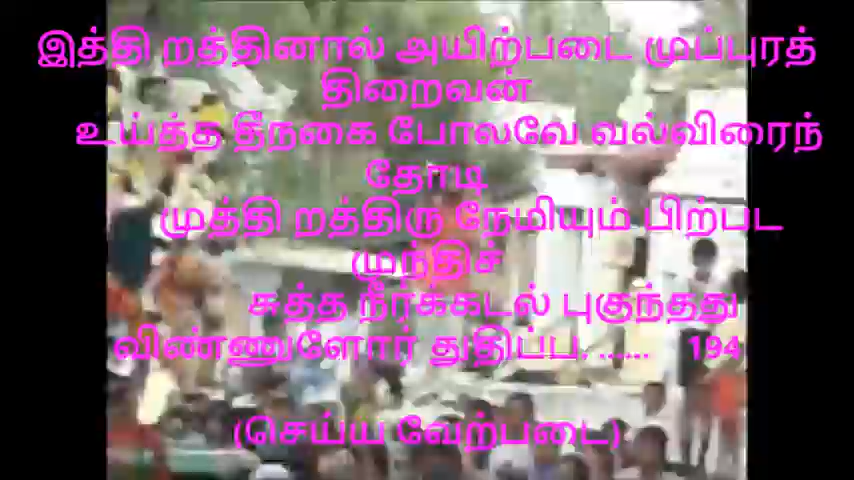 இத்தி றத்தினால் அயிற்படை முப்புரத்
திறைவன்
உய்த்த தீநகை போலவே வல்விரைந்
தோடி
முத்தி றத்திரு நேமியும் பிற்பட
முந்திச்
சுத்த நீர்க்கடல் புகுந்தது
விண்ணுளோர் துதிப்ப. ...... 194
(செய்ய வேற்படை)